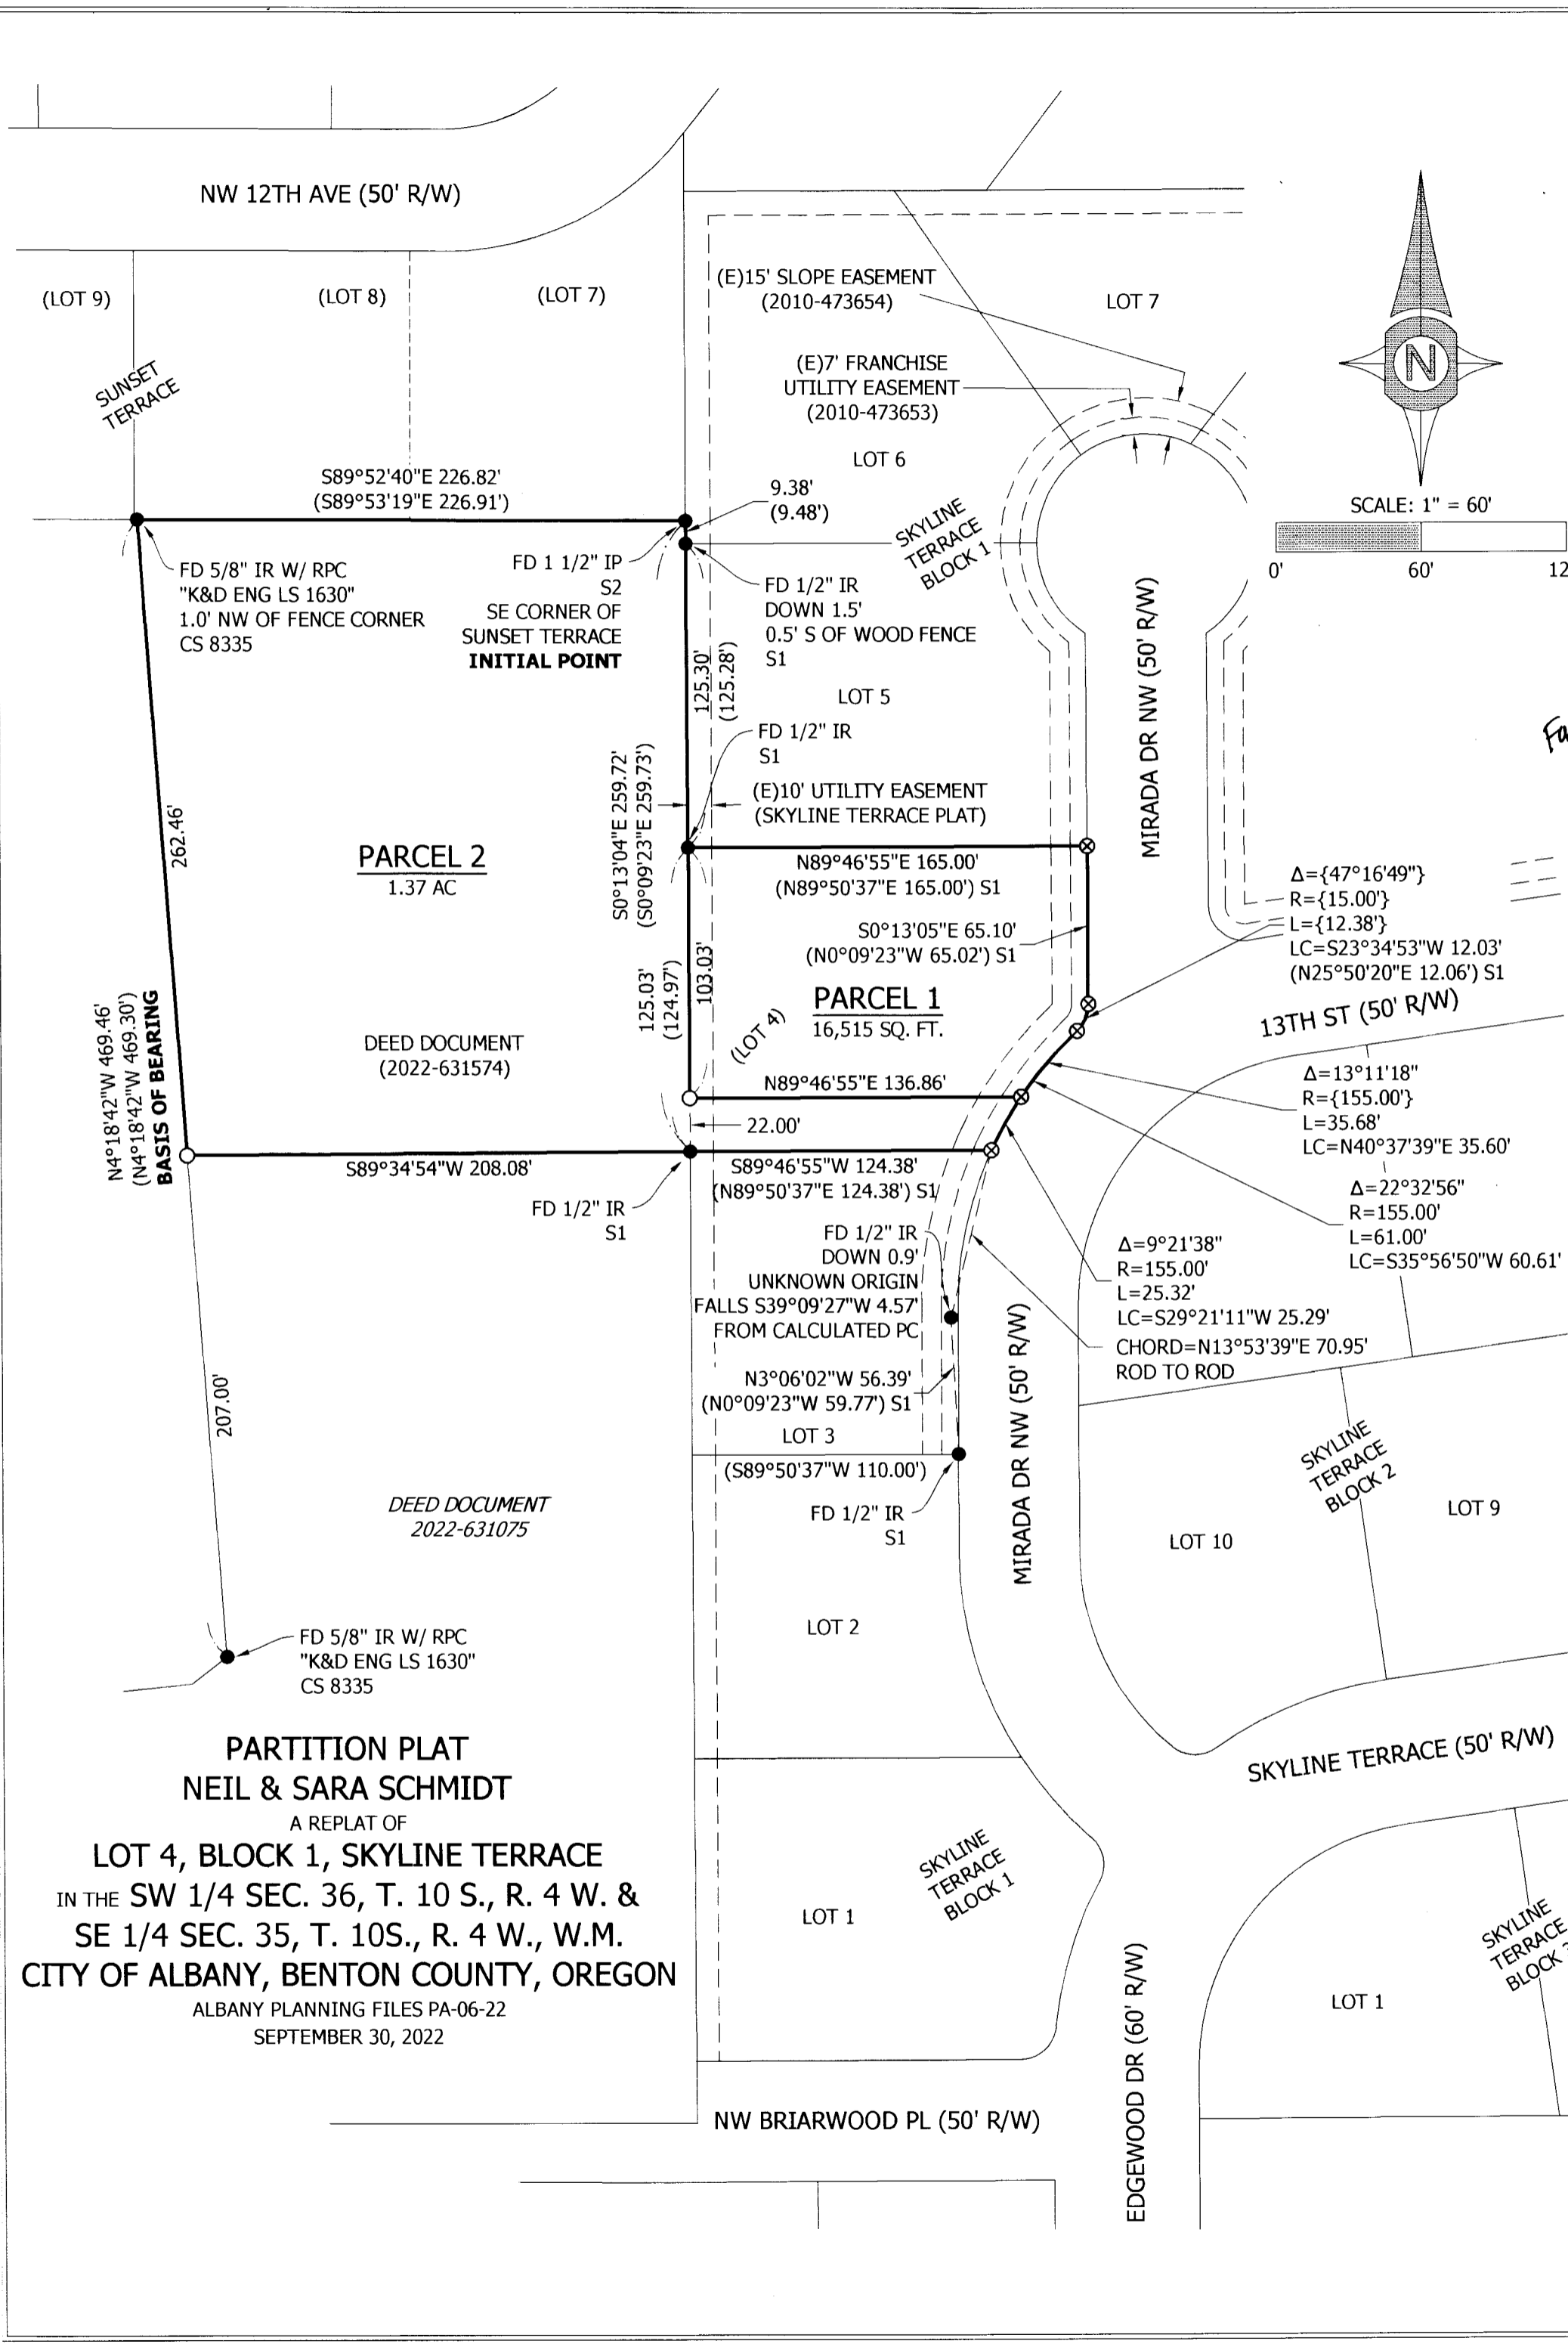 NW 12TH AVE (50' R/W)
(LOT 9)
(LOT 8)
(LOT 7)
(E)15' SLOPE EASEMENT
(2010-473654)
LOT 7
(E)7' FRANCHISE
UTILITY EASEMENT
(2010-473653)
N
SUNSET
TERRACE
LOT 6
S89°52'40"E 226.82'
(S89°53'19"E 226.91')
9.38'
(9.48')
SKYLINE
TERRACE
BLOCK 1
SCALE: 1" = 60'
0'
60'
FD 5/8" IR W/ RPC
"K&D ENG LS 1630"
1.0' NW OF FENCE CORNER
CS 8335
FD 1 1/2" IP
S2
SE CORNER OF
SUNSET TERRACE
INITIAL POINT
FD 1/2" IR
DOWN 1.5'
0.5' S OF WOOD FENCE
S1
125.30'
(125.28')
LOT 5
MIRADA DR NW (50' R/W)
FD 1/2" IR
S1
S0°13'04"E 259.72'
(S0°09'23"E 259.73')
(E)10' UTILITY EASEMENT
(SKYLINE TERRACE PLAT)
262.46'
PARCEL 2
1.37 AC
N89°46'55"E 165.00'
(N89°50'37"E 165.00') S1
Δ={47°16'49"}
R={15.00'}
L={12.38'}
LC=S23°34'53"W 12.03'
(N25°50'20"E 12.06') S1
S0°13'05"E 65.10'
(N0°09'23"W 65.02') S1
125.03'
(124.97')
103.03'
PARCEL 1
16,515 SQ. FT.
(LOT 4)
13TH ST (50' R/W)
N4°18'42"W 469.46'
(N4°18'42"W 469.30')
BASIS OF BEARING
DEED DOCUMENT
(2022-631574)
N89°46'55"E 136.86'
Δ=13°11'18"
R={155.00'}
L=35.68'
LC=N40°37'39"E 35.60'
22.00'
S89°34'54"W 208.08'
S89°46'55"W 124.38'
(N89°50'37"E 124.38') S1
Δ=22°32'56"
R=155.00'
L=61.00'
LC=S35°56'50"W 60.61'
FD 1/2" IR
S1
FD 1/2" IR
DOWN 0.9'
UNKNOWN ORIGIN
FALLS S39°09'27"W 4.57'
FROM CALCULATED PC
Δ=9°21'38"
R=155.00'
L=25.32'
LC=S29°21'11"W 25.29'
CHORD=N13°53'39"E 70.95'
ROD TO ROD
N3°06'02"W 56.39'
(N0°09'23"W 59.77') S1
207.00'
LOT 3
(S89°50'37"W 110.00')
MIRADA DR NW (50' R/W)
FD 1/2" IR
S1
SKYLINE
TERRACE
BLOCK 2
LOT 9
LOT 10
DEED DOCUMENT
2022-631075
LOT 2
FD 5/8" IR W/ RPC
"K&D ENG LS 1630"
CS 8335
PARTITION PLAT
NEIL & SARA SCHMIDT
A REPLAT OF
LOT 4, BLOCK 1, SKYLINE TERRACE
IN THE SW 1/4 SEC. 36, T. 10 S., R. 4 W. &
SE 1/4 SEC. 35, T. 10S., R. 4 W., W.M.
CITY OF ALBANY, BENTON COUNTY, OREGON
ALBANY PLANNING FILES PA-06-22
SEPTEMBER 30, 2022
SKYLINE TERRACE (50' R/W)
SKYLINE
TERRACE
BLOCK 1
LOT 1
SKYLINE
TERRACE
BLOCK
LOT 1
EDGEWOOD DR (60' R/W)
NW BRIARWOOD PL (50' R/W)